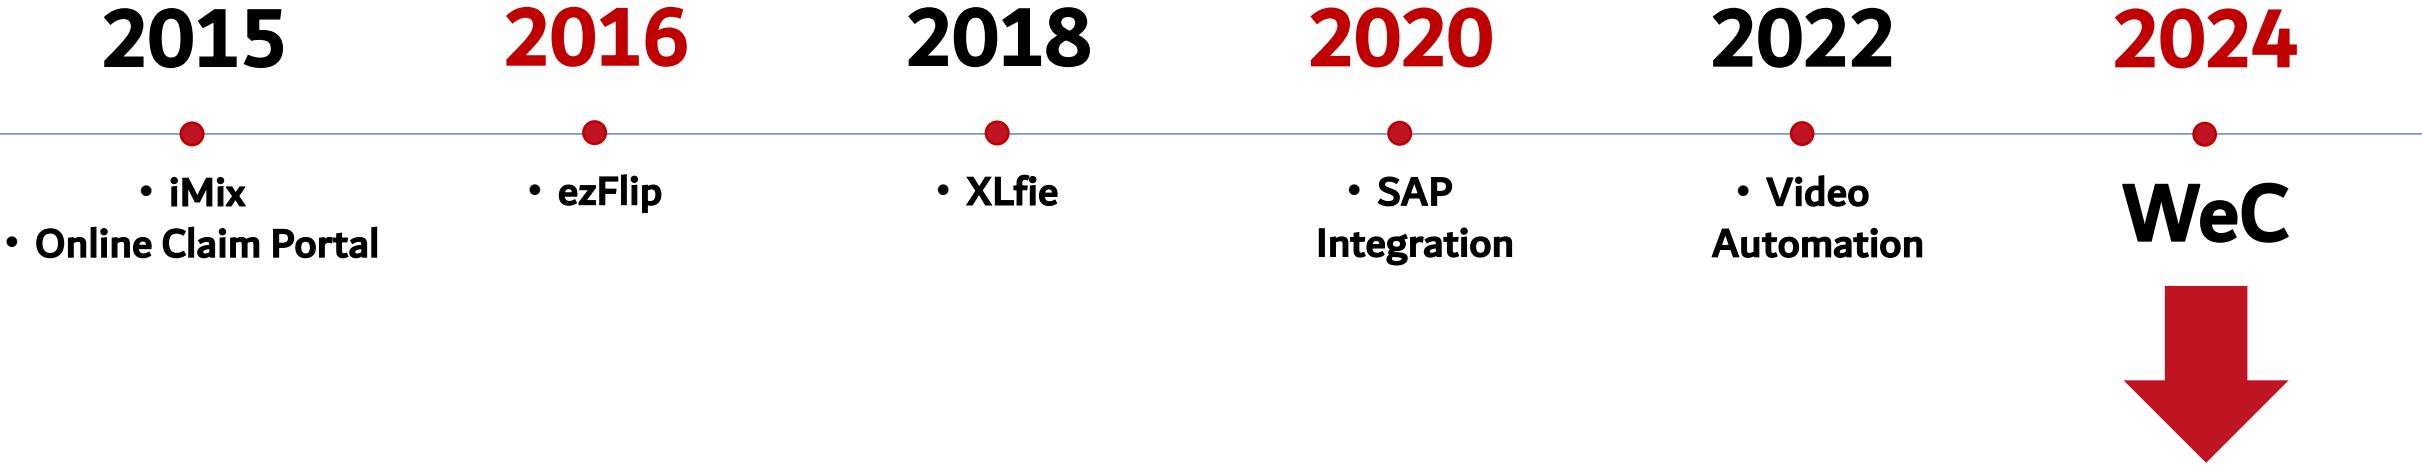 2015 2016 2018 2020 2022 2024
• iMix • ezFlip • XLfie • SAP • Video WeC
• Online Claim Portal Integration Automation